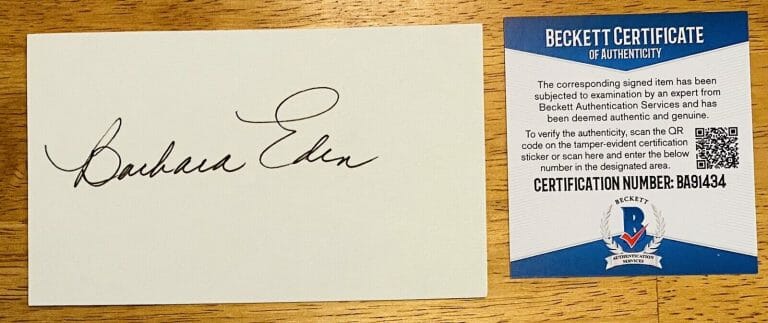 Barbara Eden
BECKETT CERTIFICATE
OF AUTHENTICITY
The corresponding signed item has been
subjected to examination by an expert from
Beckett Authentication Services and has
been deemed authentic and genuine.
To verify the authenticity, scan the QR
code on the tamper-evident certification
sticker or scan here and enter the below
number in the designated area.
CERTIFICATION NUMBER: BA91434
BECKETT
B
AUTHENTICATION
SERVICES